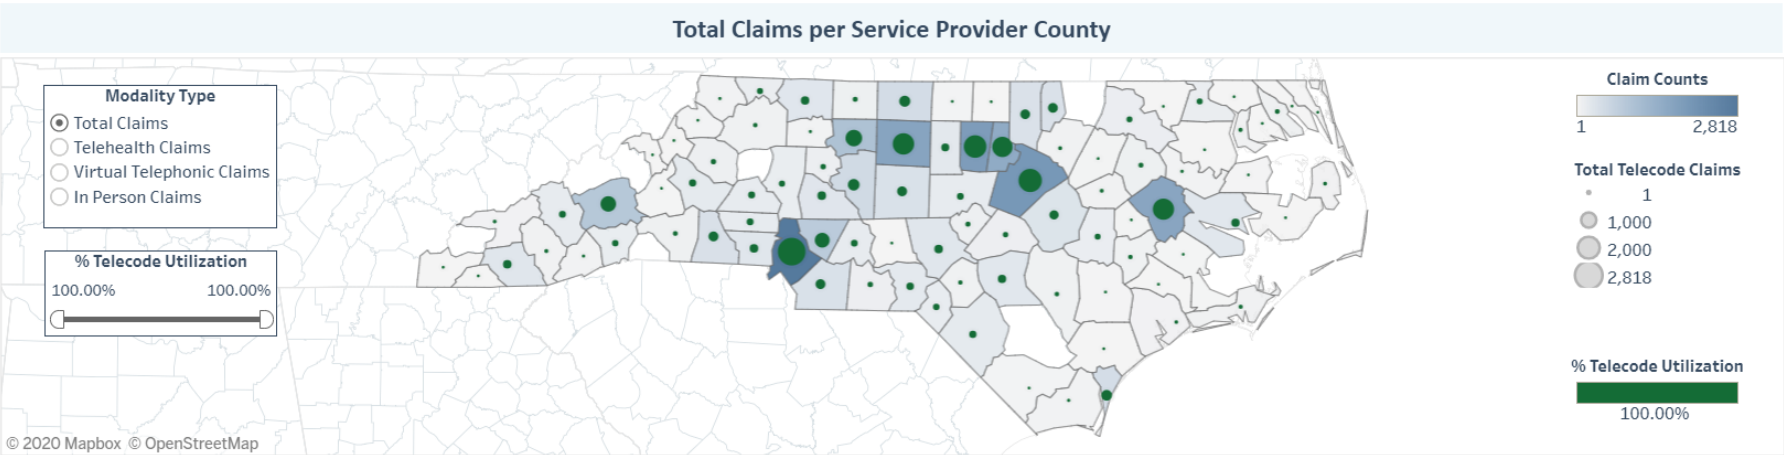 Total Claims per Service Provider County
Modality Type
Total Claims
Telehealth Claims
Virtual Telephonic Claims
In Person Claims
% Telecode Utilization
100.00% 100.00%
Claim Counts
1 2,818
Total Telecode Claims
1
1,000
2,000
2,818
% Telecode Utilization
100.00%
© 2020 Mapbox © OpenStreetMap